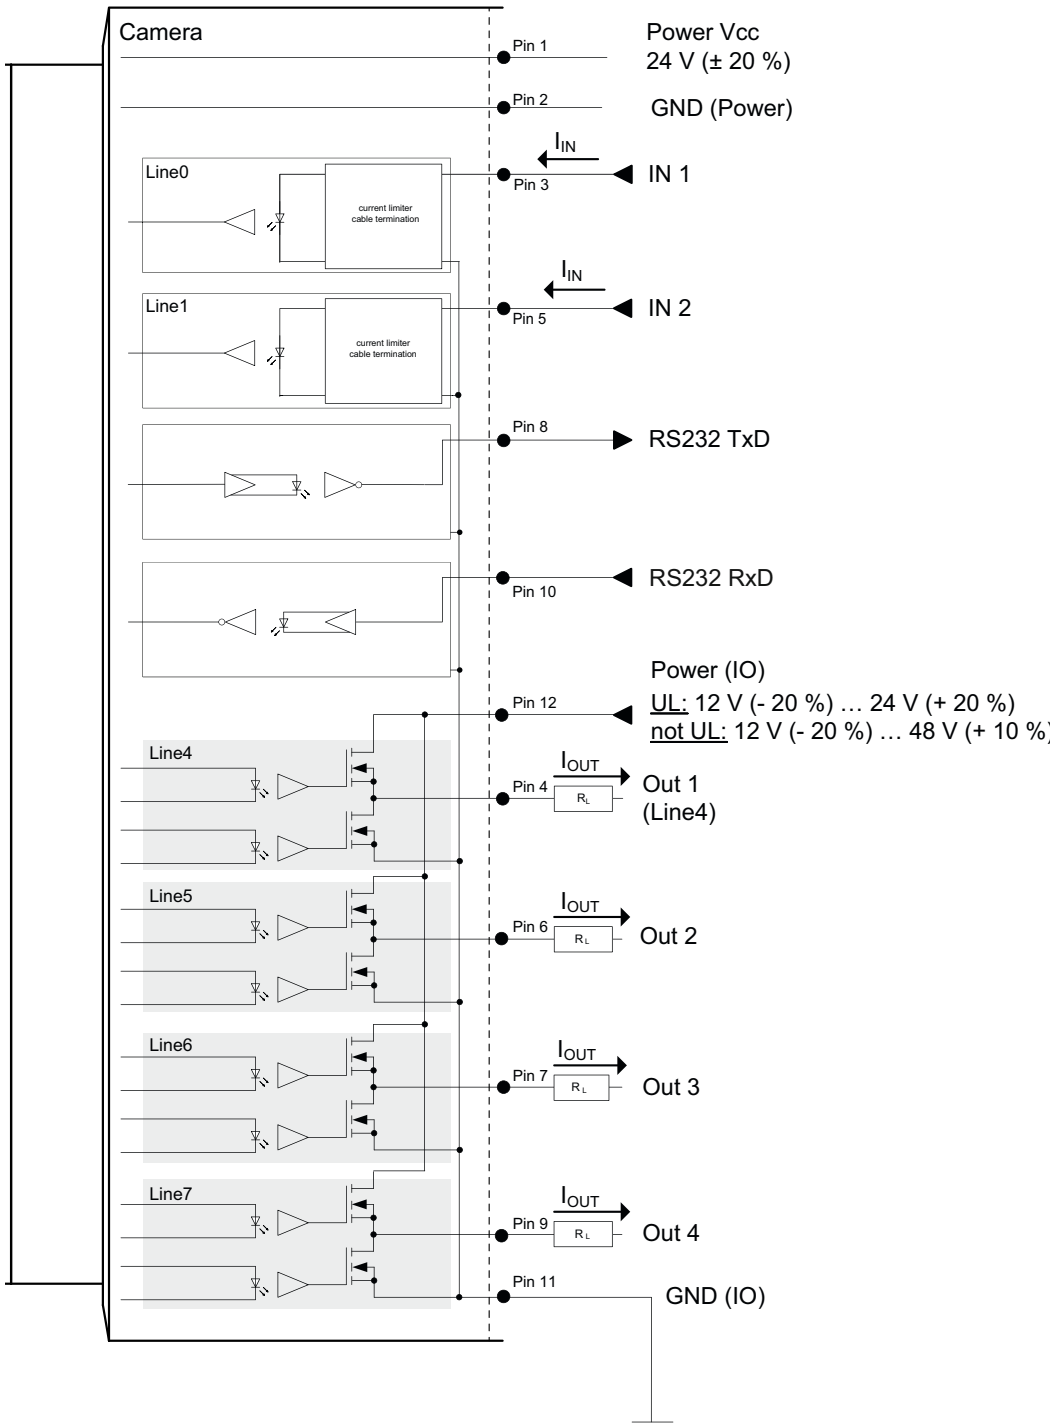 Camera
Pin 1
Power Vcc
24 V (± 20 %)
Pin 2
GND (Power)
Line0
current limiter
cable termination
Pin 3
IIN
IN 1
Line1
current limiter
cable termination
Pin 5
IIN
IN 2
Pin 8
RS232 TxD
Pin 10
RS232 RxD
Pin 12
Power (IO)
UL: 12 V (- 20 %) … 24 V (+ 20 %)
not UL: 12 V (- 20 %) … 48 V (+ 10 %)
Line4
Pin 4
IOUT
RL
Out 1
(Line4)
Line5
Pin 6
IOUT
RL
Out 2
Line6
Pin 7
IOUT
RL
Out 3
Line7
Pin 9
IOUT
RL
Out 4
Pin 11
GND (IO)